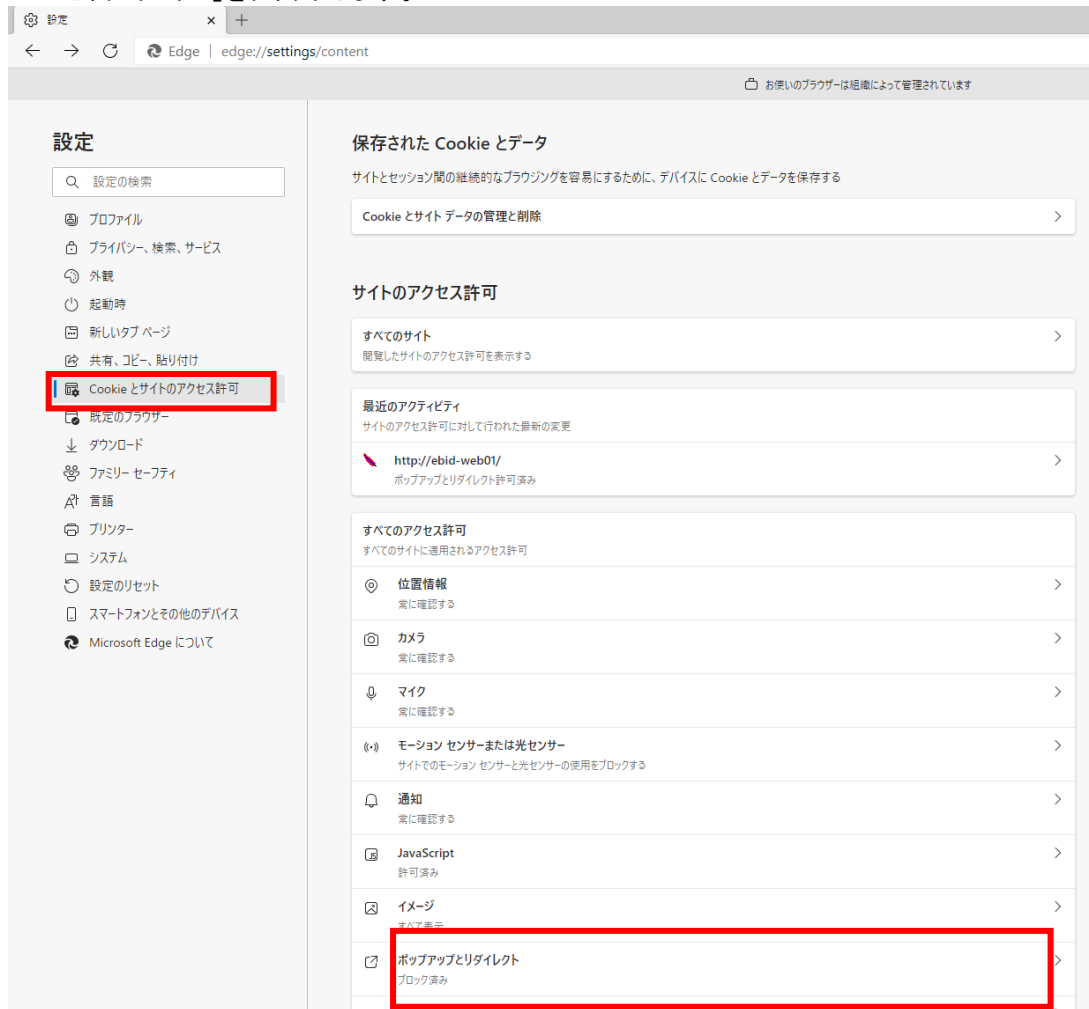 設定
Edge | edge://settings/content
お使いのブラウザーは組織によって管理されています
設定
設定の検索
プロファイル
プライバシー、検索、サービス
外観
起動時
新しいタブ ページ
共有、コピー、貼り付け
Cookie とサイトのアクセス許可
既定のブラウザー
ダウンロード
ファミリー セーフティ
言語
プリンター
システム
設定のリセット
スマートフォンとその他のデバイス
Microsoft Edge について
保存された Cookie とデータ
サイトとセッション間の継続的なブラウジングを容易にするために、デバイスに Cookie とデータを保存する
Cookie とサイト データの管理と削除
サイトのアクセス許可
すべてのサイト
閲覧したサイトのアクセス許可を表示する
最近のアクティビティ
サイトのアクセス許可に対して行われた最新の変更
http://ebid-web01/
ポップアップとリダイレクト許可済み
すべてのアクセス許可
すべてのサイトに適用されるアクセス許可
位置情報
常に確認する
カメラ
常に確認する
マイク
常に確認する
モーション センサーまたは光センサー
サイトでのモーション センサーと光センサーの使用をブロックする
通知
常に確認する
JavaScript
許可済み
イメージ
すべて表示
ポップアップとリダイレクト
ブロック済み